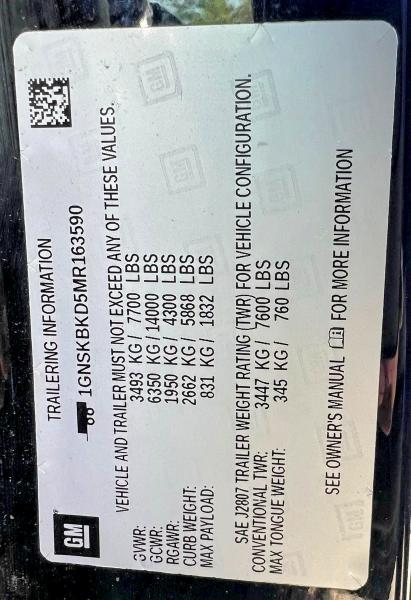 TRAILERING INFORMATION
GM
1GNSKBKD5MR163590
VEHICLE AND TRAILER MUST NOT EXCEED ANY OF THESE VALUES.
GVWR: 3493 KG / 7700 LBS
GCWR: 6350 KG / 14000 LBS
RGAWR: 1950 KG / 4300 LBS
CURB WEIGHT: 2662 KG / 5868 LBS
MAX PAYLOAD: 831 KG / 1832 LBS
SAE J2807 TRAILER WEIGHT RATING (TWR) FOR VEHICLE CONFIGURATION.
CONVENTIONAL TWR: 3447 KG / 7600 LBS
MAX TONGUE WEIGHT: 345 KG / 760 LBS
SEE OWNER'S MANUAL FOR MORE INFORMATION